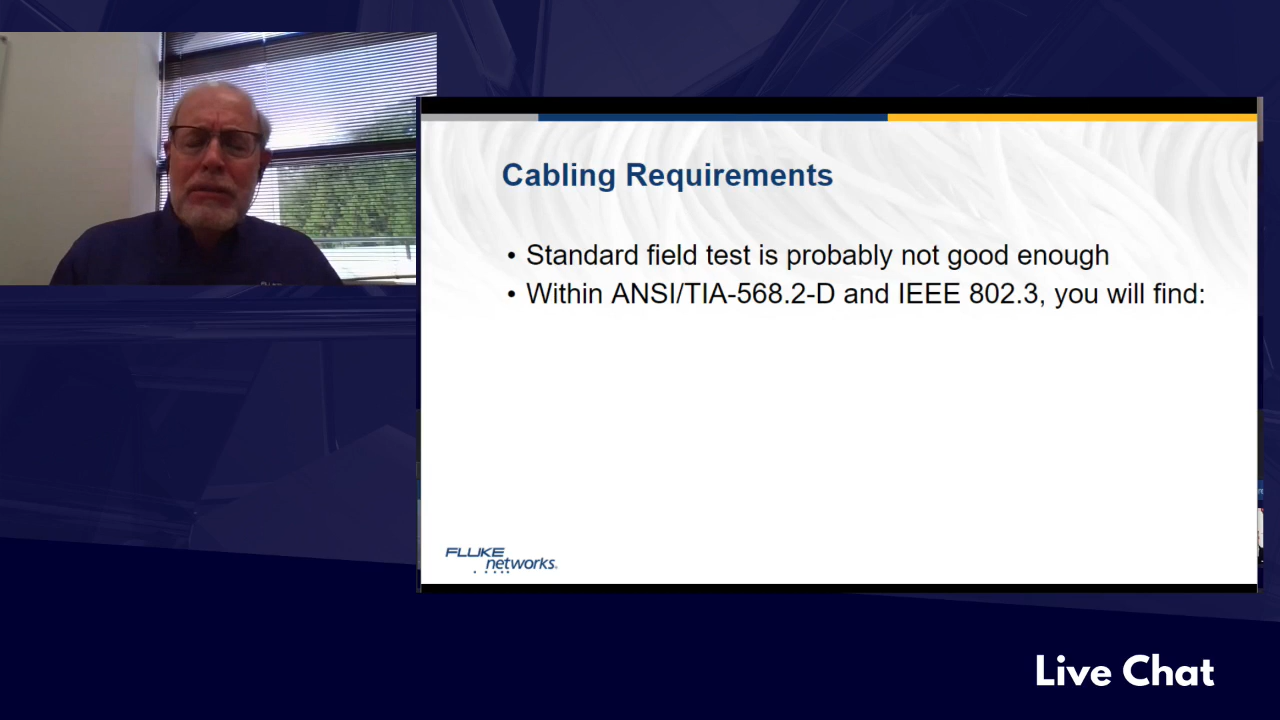 Cabling Requirements
• Standard field test is probably not good enough
• Within ANSI/TIA-568.2-D and IEEE 802.3, you will find:
FLUKE
networks®
Live Chat